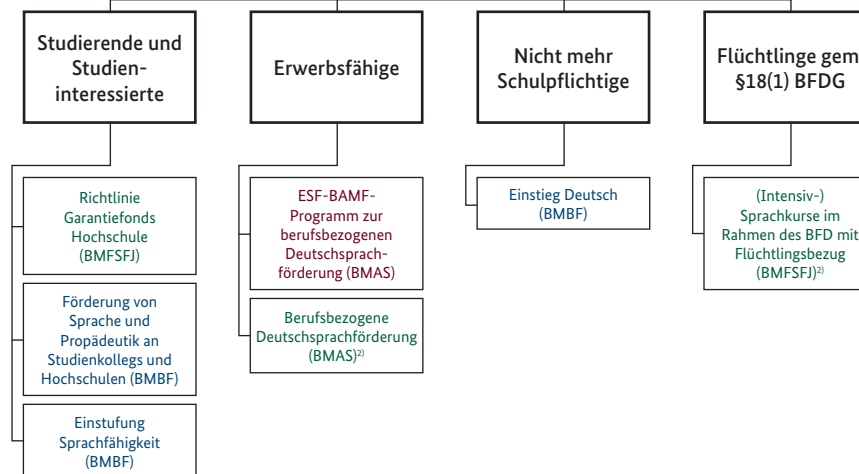 Studierende und
Studien-
interessierte
Erwerbsfähige
Nicht mehr
Schulpflichtige
Flüchtlinge gem
§18(1) BFDG
Richtlinie
Garantiefonds
Hochschule
(BMFSFJ)
Förderung von
Sprache und
Propädeutik an
Studienkollegs und
Hochschulen (BMBF)
Einstufung
Sprachfähigkeit
(BMBF)
ESF-BAMF-
Programm zur
berufsbezogenen
Deutschsprach-
förderung (BMAS)
Berufsbezogene
Deutschsprachförderung
(BMAS)²⁾
Einstieg Deutsch
(BMBF)
(Intensiv-)
Sprachkurse im
Rahmen des BFD mit
Flüchtlingsbezug
(BMFSFJ)²⁾